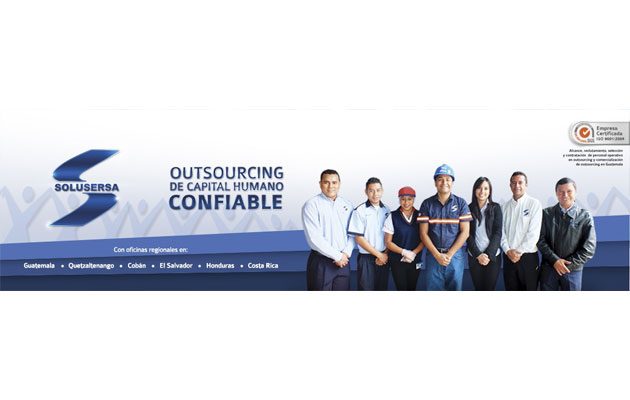 SOLUSERSA
OUTSOURCING
DE CAPITAL HUMANO
CONFIABLE
Con oficinas regionales en:
Guatemala • Quetzaltenango • Cobán • El Salvador • Honduras • Costa Rica
Empresa
Certificada
ISO 9001:2008
Alcance, reclutamiento, selección
y contratación de personal operativo
en outsourcing y comercialización
de outsourcing en Guatemala